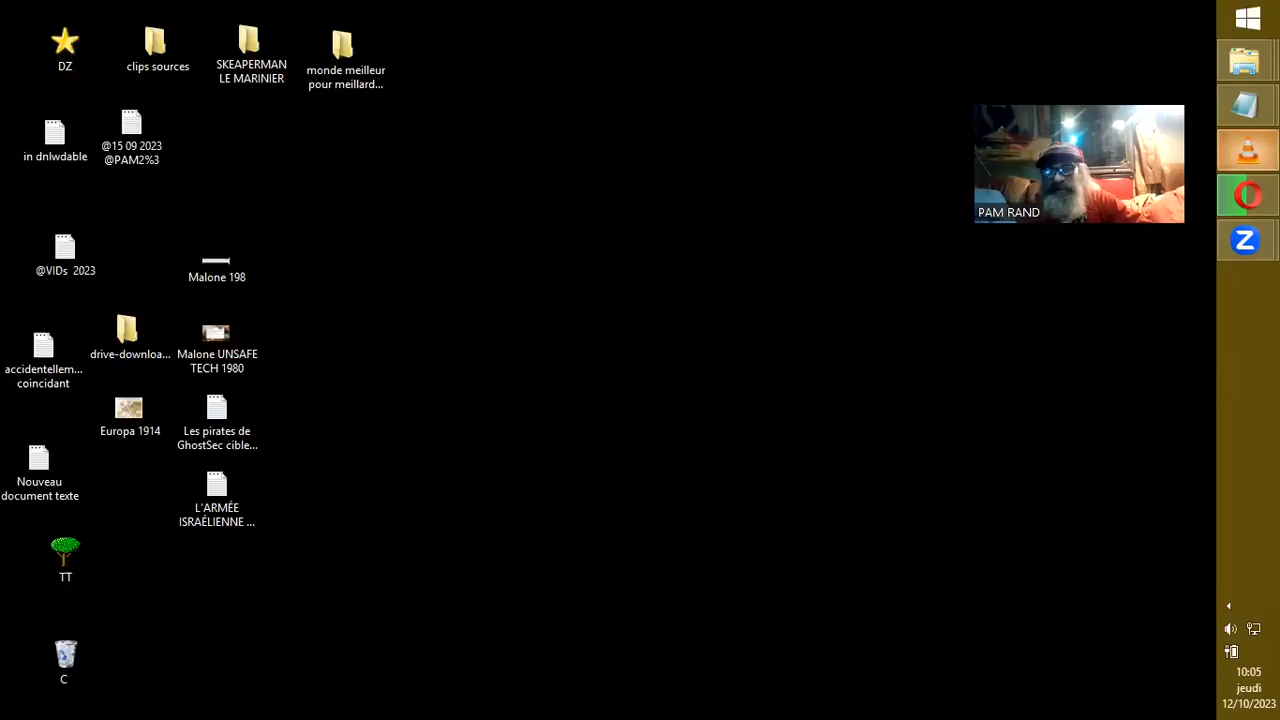 DZ
clips sources
SKEAPERMAN
LE MARINIER
monde meilleur
pour meillard...
in dnlwdable
@15 09 2023
@PAM2%3
PAM RAND
@VIDs 2023
Malone 198
accidentellem...
coincidant
drive-downloa...
Malone UNSAFE
TECH 1980
Europa 1914
Les pirates de
GhostSec cible...
Nouveau
document texte
L'ARMÉE
ISRAÉLIENNE ...
TT
C
10:05
jeudi
12/10/2023